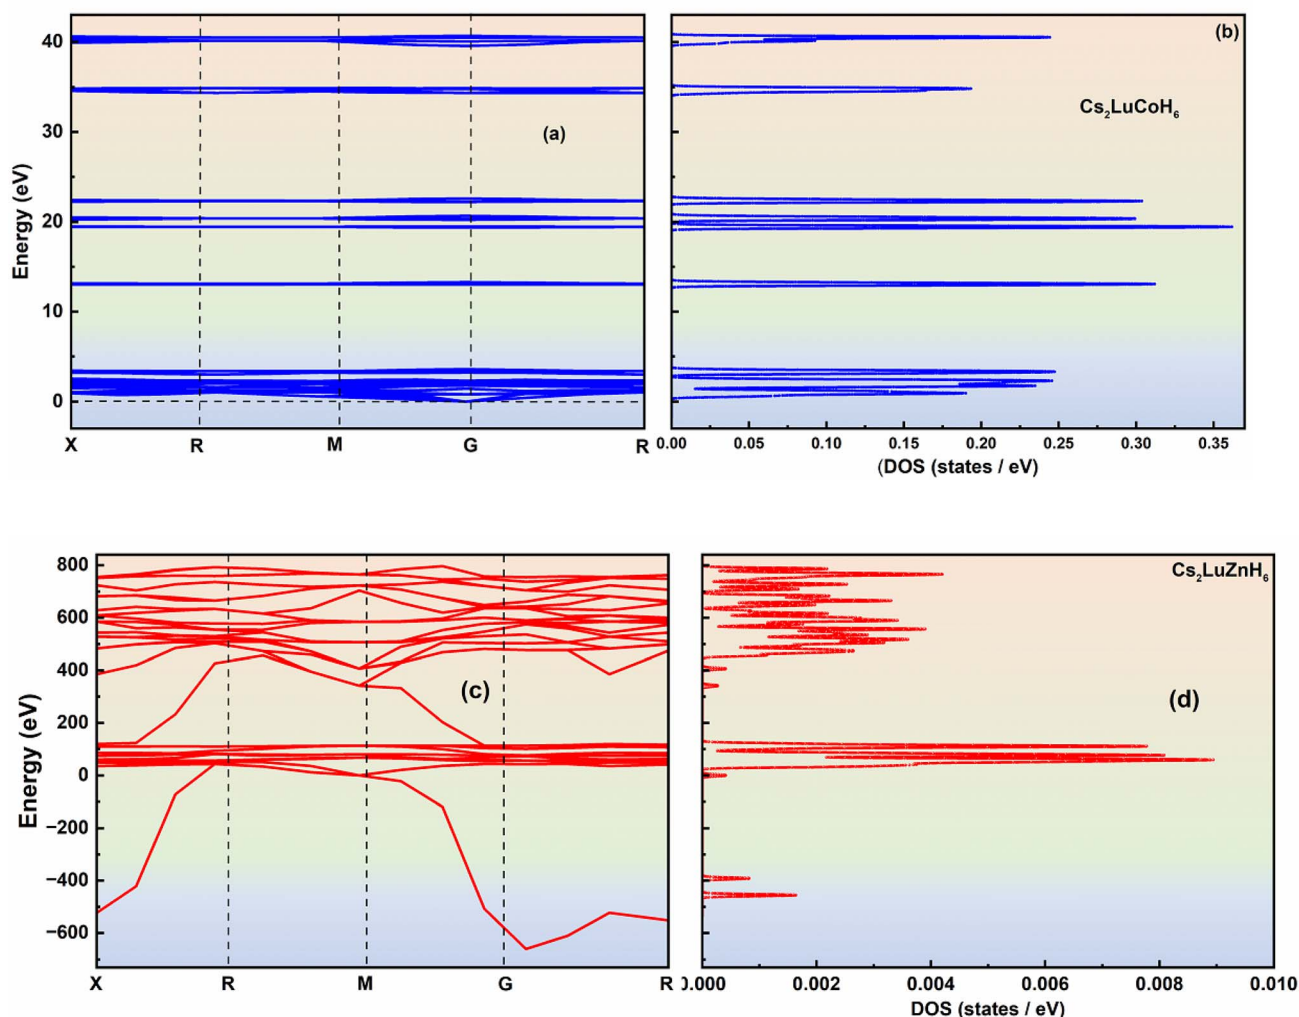 40
30
20
10
0
Energy (eV)
(a)
X R M G R
(b)
Cs₂LuCoH₆
0.00 0.05 0.10 0.15 0.20 0.25 0.30 0.35
(DOS (states / eV)
800
600
400
200
0
−200
−400
−600
Energy (eV)
(c)
X R M G R
Cs₂LuZnH₆
(d)
0.000 0.002 0.004 0.006 0.008 0.010
DOS (states / eV)